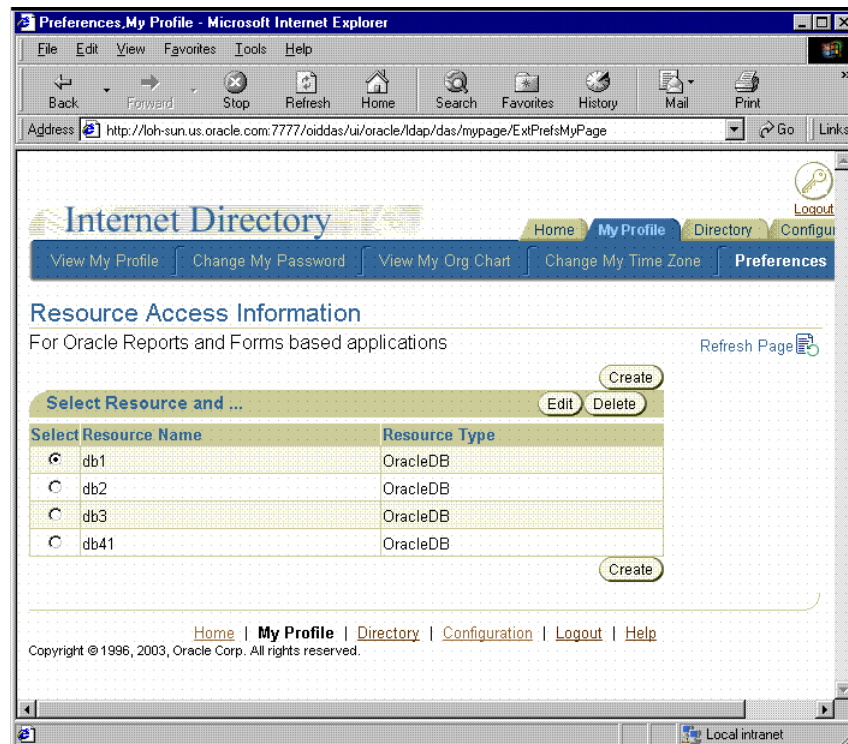 Preferences,My Profile - Microsoft Internet Explorer
File Edit View Favorites Tools Help
Back Forward Stop Refresh Home Search Favorites History Mail Print
Address http://loh-sun.us.oracle.com:7777/oiddas/ui/oracle/ldap/das/mypage/ExtPrefsMyPage Go Links
Logout
Internet Directory
Home My Profile Directory Configur
View My Profile Change My Password View My Org Chart Change My Time Zone Preferences
Resource Access Information
For Oracle Reports and Forms based applications
Refresh Page
Create
Select Resource and ... Edit Delete
Select Resource Name Resource Type
db1 OracleDB
db2 OracleDB
db3 OracleDB
db41 OracleDB
Create
Home | My Profile | Directory | Configuration | Logout | Help
Copyright © 1996, 2003, Oracle Corp. All rights reserved.
Local intranet